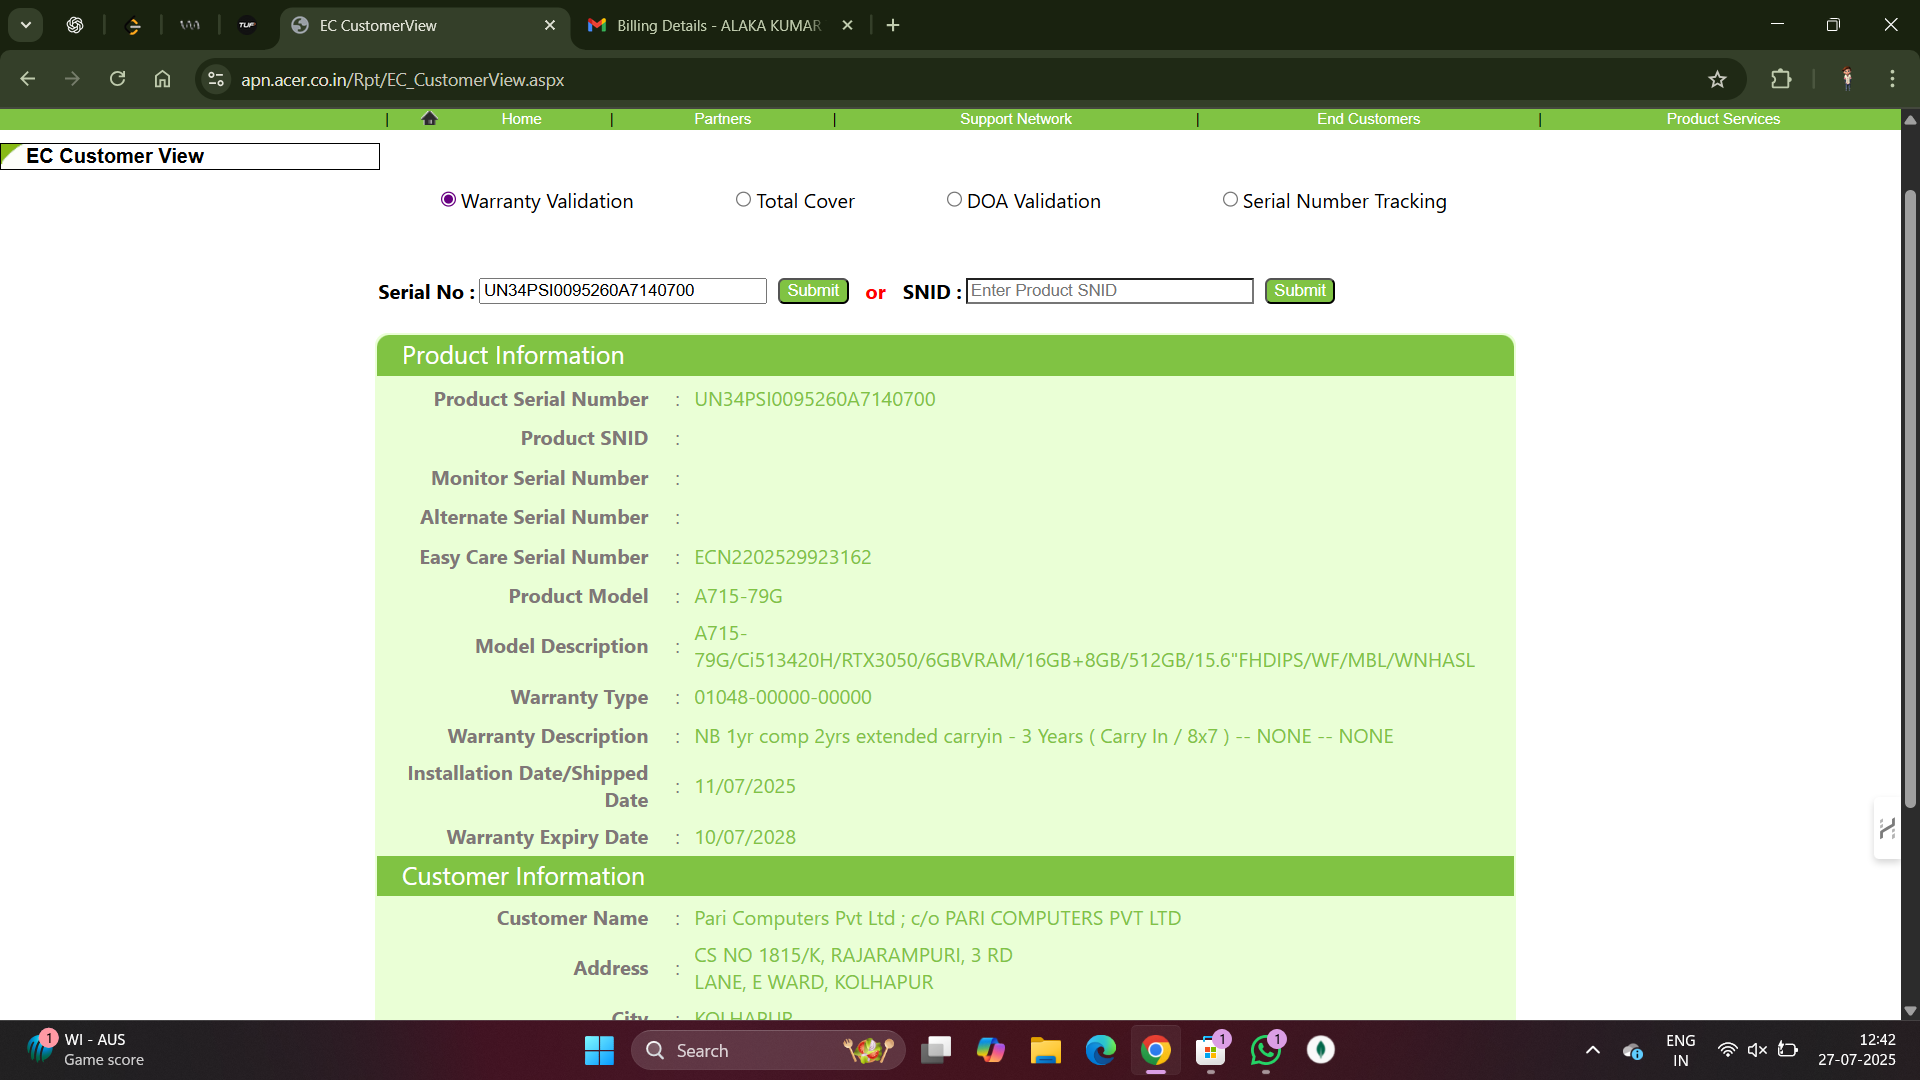 TUF
EC CustomerView
Billing Details - ALAKA KUMAR
apn.acer.co.in/Rpt/EC_CustomerView.aspx
| Home | Partners | Support Network | End Customers | Product Services
EC Customer View
Warranty Validation Total Cover DOA Validation Serial Number Tracking
Serial No : UN34PSI0095260A7140700 Submit or SNID : Enter Product SNID Submit
Product Information
Product Serial Number : UN34PSI0095260A7140700
Product SNID :
Monitor Serial Number :
Alternate Serial Number :
Easy Care Serial Number : ECN2202529923162
Product Model : A715-79G
Model Description : A715-
79G/Ci513420H/RTX3050/6GBVRAM/16GB+8GB/512GB/15.6"FHDIPS/WF/MBL/WNHASL
Warranty Type : 01048-00000-00000
Warranty Description : NB 1yr comp 2yrs extended carryin - 3 Years ( Carry In / 8x7 ) -- NONE -- NONE
Installation Date/Shipped
Date : 11/07/2025
Warranty Expiry Date : 10/07/2028
Customer Information
Customer Name : Pari Computers Pvt Ltd ; c/o PARI COMPUTERS PVT LTD
Address : CS NO 1815/K, RAJARAMPURI, 3 RD
LANE, E WARD, KOLHAPUR
City : KOLHAPUR
1
WI - AUS
Game score
Search
1
1
ENG
IN
12:42
27-07-2025